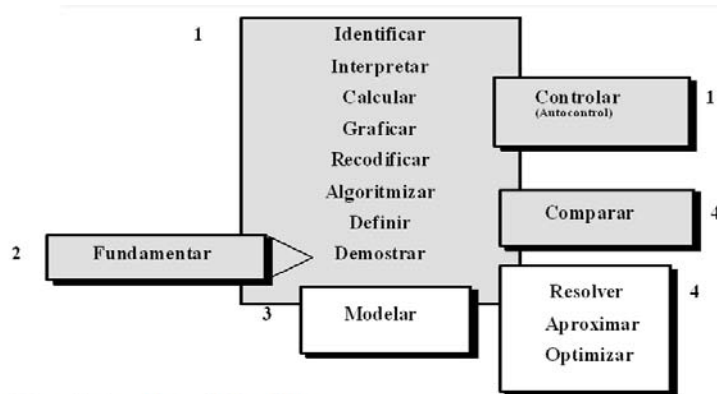 1
Identificar
Interpretar
Calcular
Graficar
Recodificar
Algoritmizar
Definir
Demostrar
Controlar
(Autocontrol)
1
Comparar
4
2
Fundamentar
3
Modelar
Resolver
Aproximar
Optimizar
4